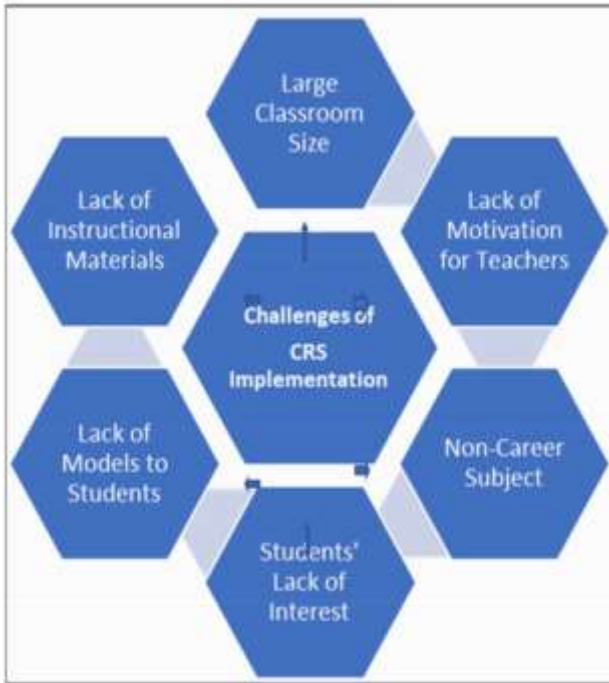 Large
Classroom
Size
Lack of
Motivation
for Teachers
Non-Career
Subject
Students'
Lack of
Interest
Lack of
Models to
Students
Lack of
Instructional
Materials
Challenges of
CRS
Implementation